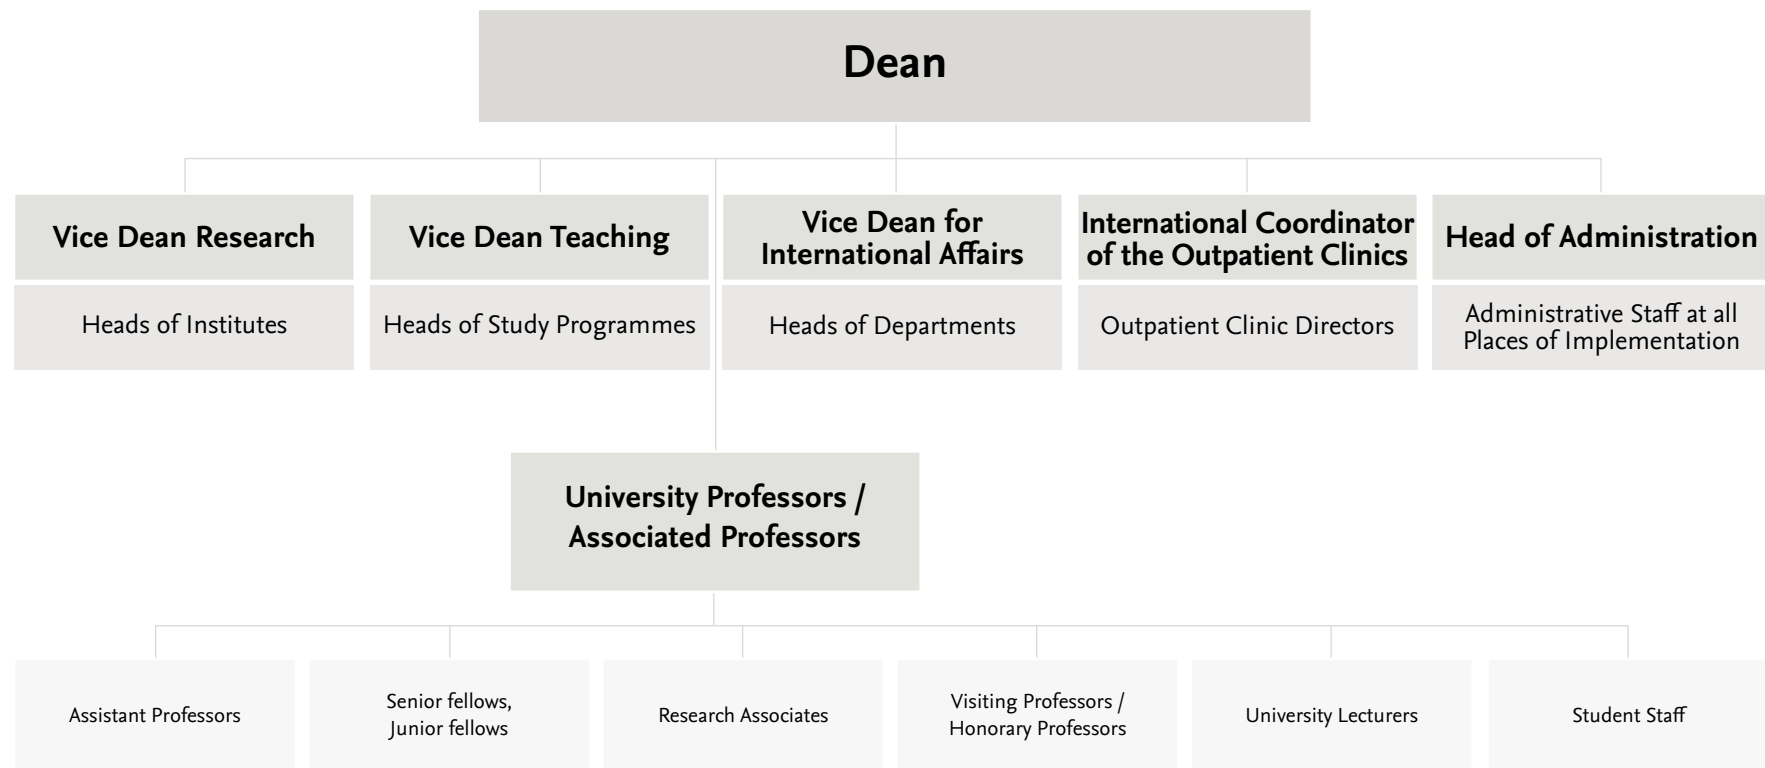 Dean
Vice Dean Research
Vice Dean Teaching
Vice Dean for
International Affairs
International Coordinator
of the Outpatient Clinics
Head of Administration
Heads of Institutes
Heads of Study Programmes
Heads of Departments
Outpatient Clinic Directors
Administrative Staff at all
Places of Implementation
University Professors /
Associated Professors
Assistant Professors
Senior fellows,
Junior fellows
Research Associates
Visiting Professors /
Honorary Professors
University Lecturers
Student Staff